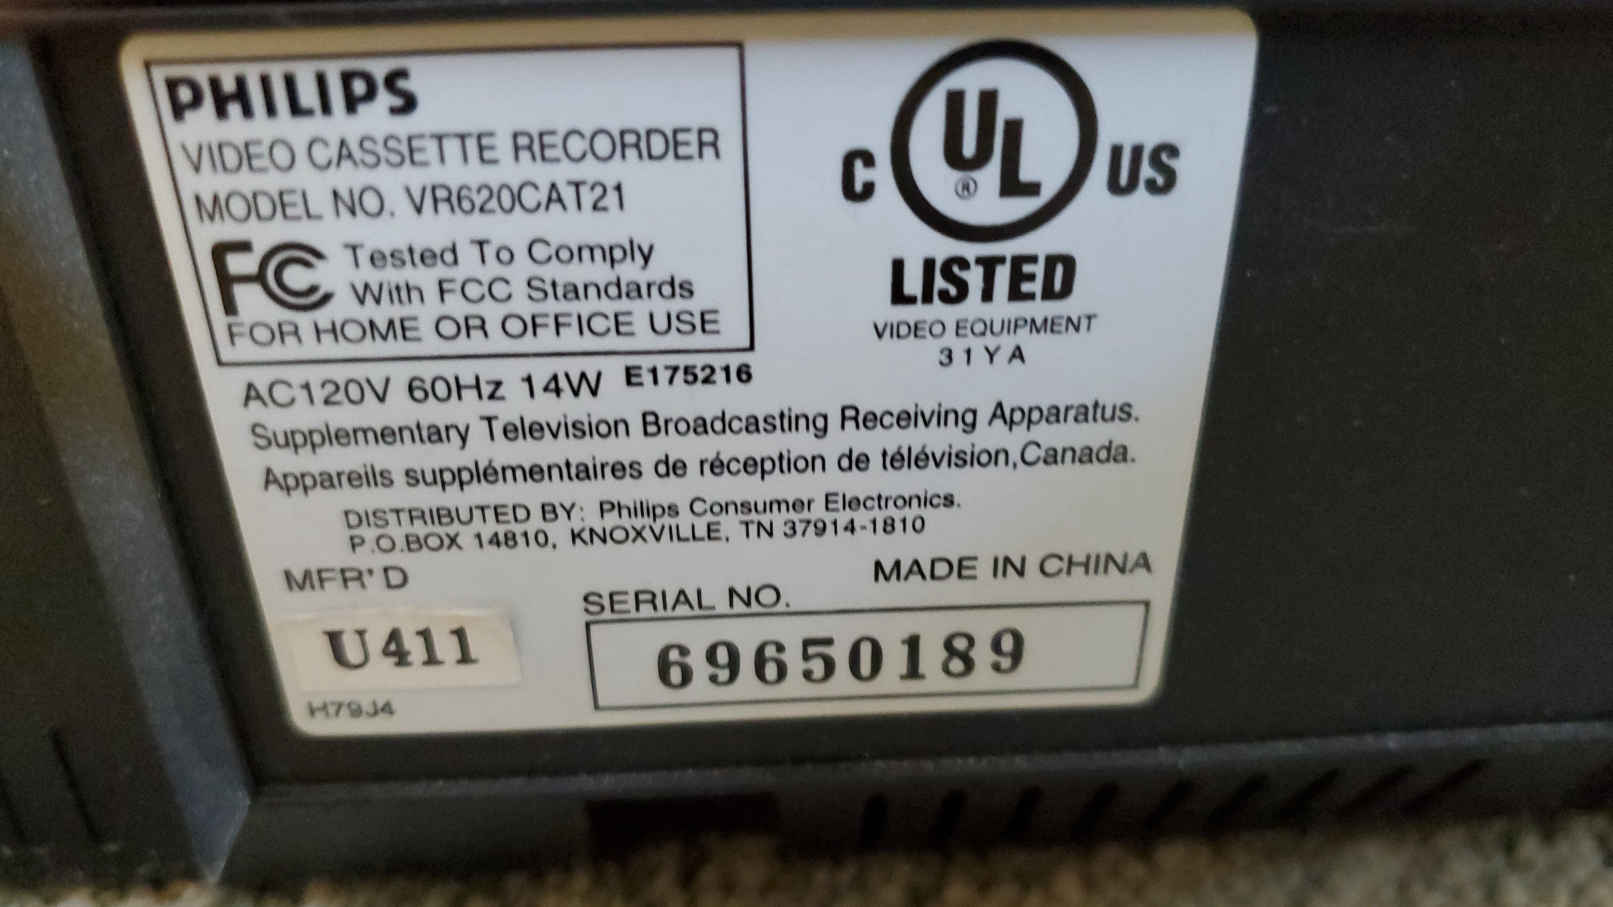 PHILIPS
VIDEO CASSETTE RECORDER
MODEL NO. VR620CAT21
FC Tested To Comply
With FCC Standards
FOR HOME OR OFFICE USE
C UL ® US
LISTED
VIDEO EQUIPMENT
31YA
AC120V 60Hz 14W E175216
Supplementary Television Broadcasting Receiving Apparatus.
Appareils supplémentaires de réception de télévision,Canada.
DISTRIBUTED BY: Philips Consumer Electronics.
P.O.BOX 14810, KNOXVILLE, TN 37914-1810
MFR'D
MADE IN CHINA
SERIAL NO.
U411
69650189
H79J4